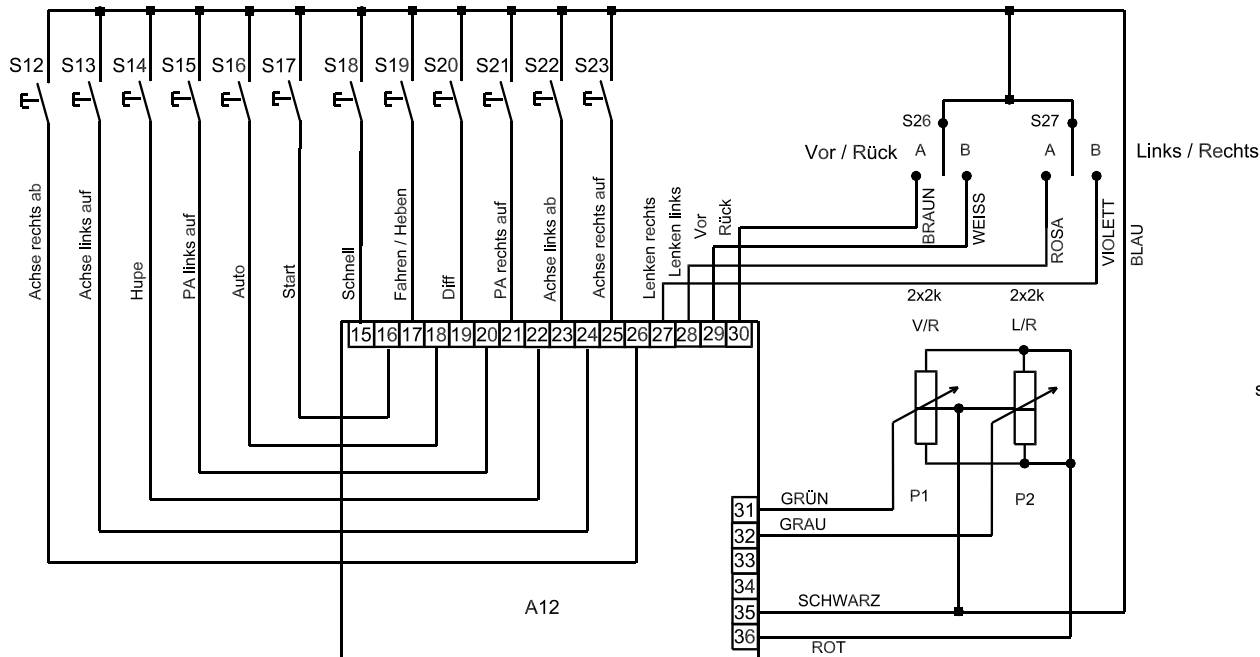 S12 S13 S14 S15 S16 S17 S18 S19 S20 S21 S22 S23
S26 S27
Vor / Rück A B A B Links / Rechts
Achse rechts ab
Achse links auf
Hupe
PA links auf
Auto
Start
Schnell
Fahren / Heben
Diff
PA rechts auf
Achse links ab
Achse rechts auf
Lenken rechts
Lenken links
Vor
Rück
BRAUN
WEISS
ROSA
VIOLETT
BLAU
2x2k 2x2k
V/R L/R
15 16 17 18 19 20 21 22 23 24 25 26 27 28 29 30
P1 P2
31 GRÜN
32 GRAU
33
34
35 SCHWARZ
36 ROT
A12
s